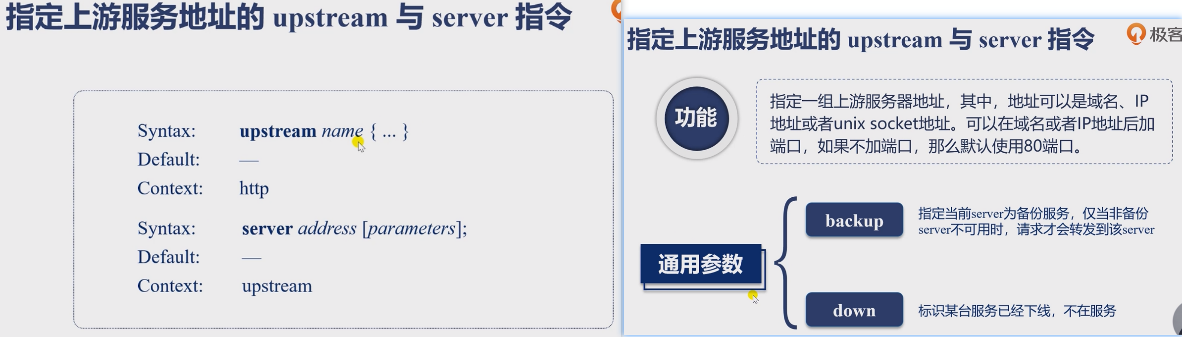 指定上游服务地址的 upstream 与 server 指令
Syntax: upstream name { ... }
Default: —
Context: http
Syntax: server address [parameters];
Default: —
Context: upstream
指定上游服务地址的 upstream 与 server 指令
极客
功能
指定一组上游服务器地址，其中，地址可以是域名、IP
地址或者unix socket地址。可以在域名或者IP地址后加
端口，如果不加端口，那么默认使用80端口。
通用参数
backup
指定当前server为备份服务，仅当非备份
server不可用时，请求才会转发到该server
down
标识某台服务已经下线，不在服务